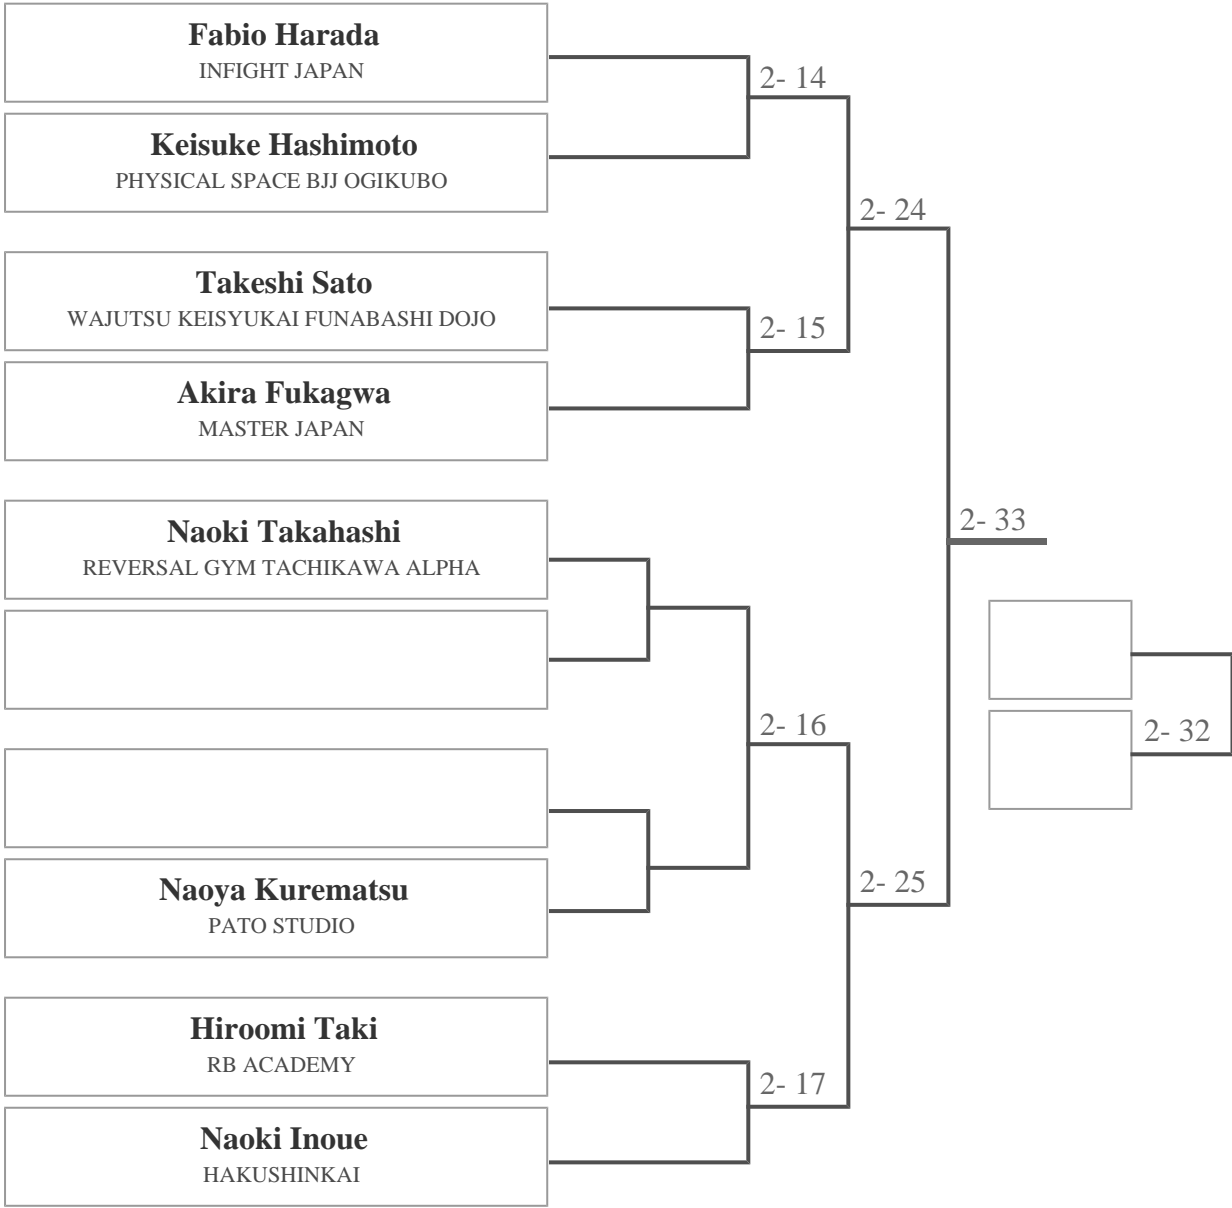 Fabio Harada
INFIGHT JAPAN
2- 14
Keisuke Hashimoto
PHYSICAL SPACE BJJ OGIKUBO
2- 24
Takeshi Sato
WAJUTSU KEISYUKAI FUNABASHI DOJO
2- 15
Akira Fukagwa
MASTER JAPAN
Naoki Takahashi
REVERSAL GYM TACHIKAWA ALPHA
2- 33
2- 16
2- 32
Naoya Kurematsu
PATO STUDIO
2- 25
Hiroomi Taki
RB ACADEMY
2- 17
Naoki Inoue
HAKUSHINKAI